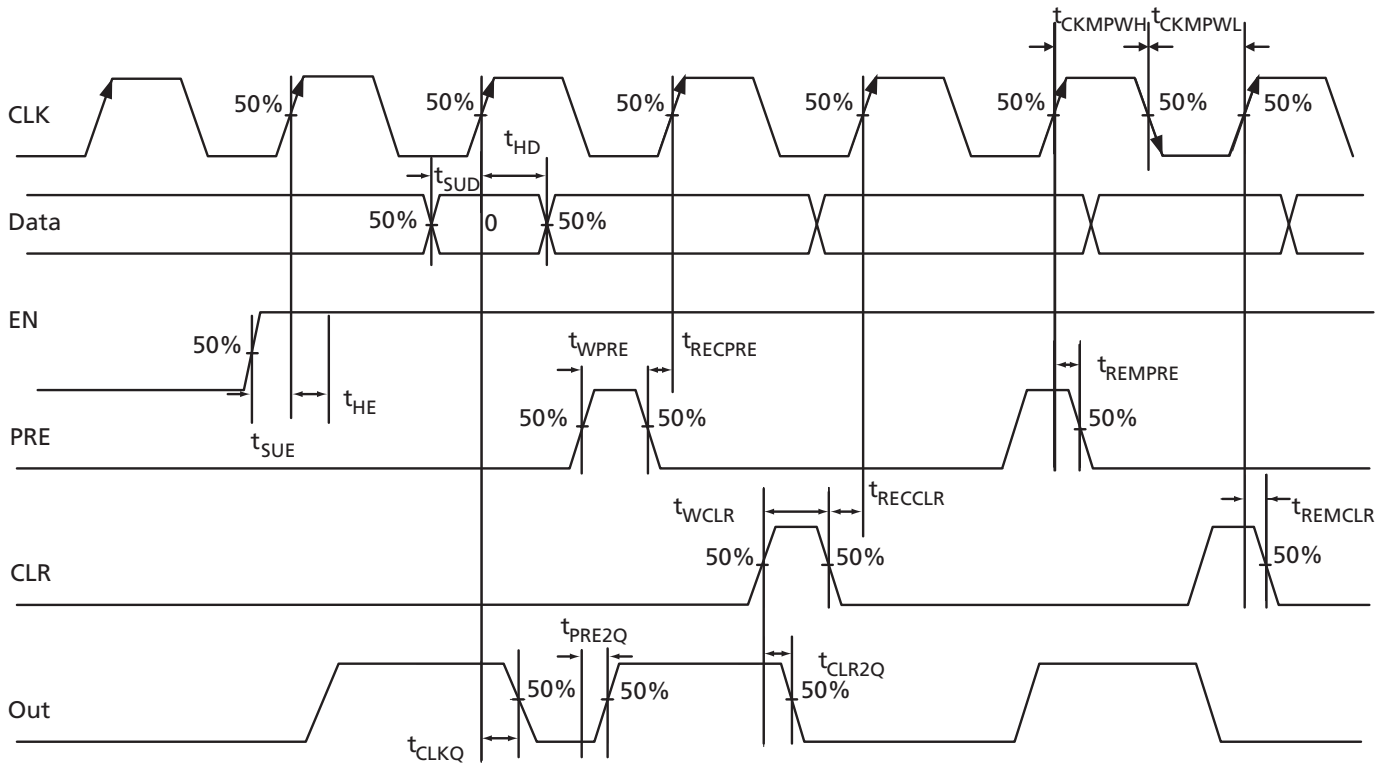 tCKMPWH tCKMPWL
CLK 50% 50% 50% 50% 50% 50% 50%
tHD
tSUD
Data 50% 0 50%
EN
50%
tWPRE tRECPRE
tREMPRE
tHE
PRE 50% 50% 50%
tSUE
tWCLR tRECCLR
tREMCLR
CLR 50% 50% 50%
tPRE2Q
tCLR2Q
Out 50% 50% 50%
tCLKQ